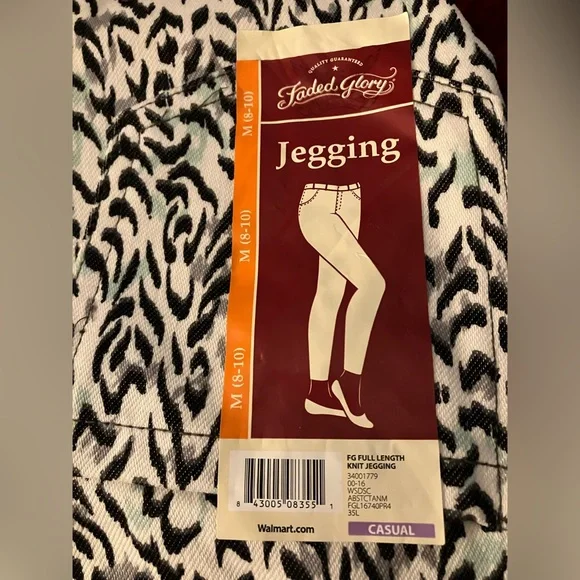 QUALITY GUARANTEED
Faded Glory
Jegging
M (8-10)
M (8-10)
M (8-10)
FG FULL LENGTH
KNIT JEGGING
34001779
00-16
WSDSC
ABSTCTANM
FGL16740PR4
35L
8 43005 08355 1
Walmart.com
CASUAL